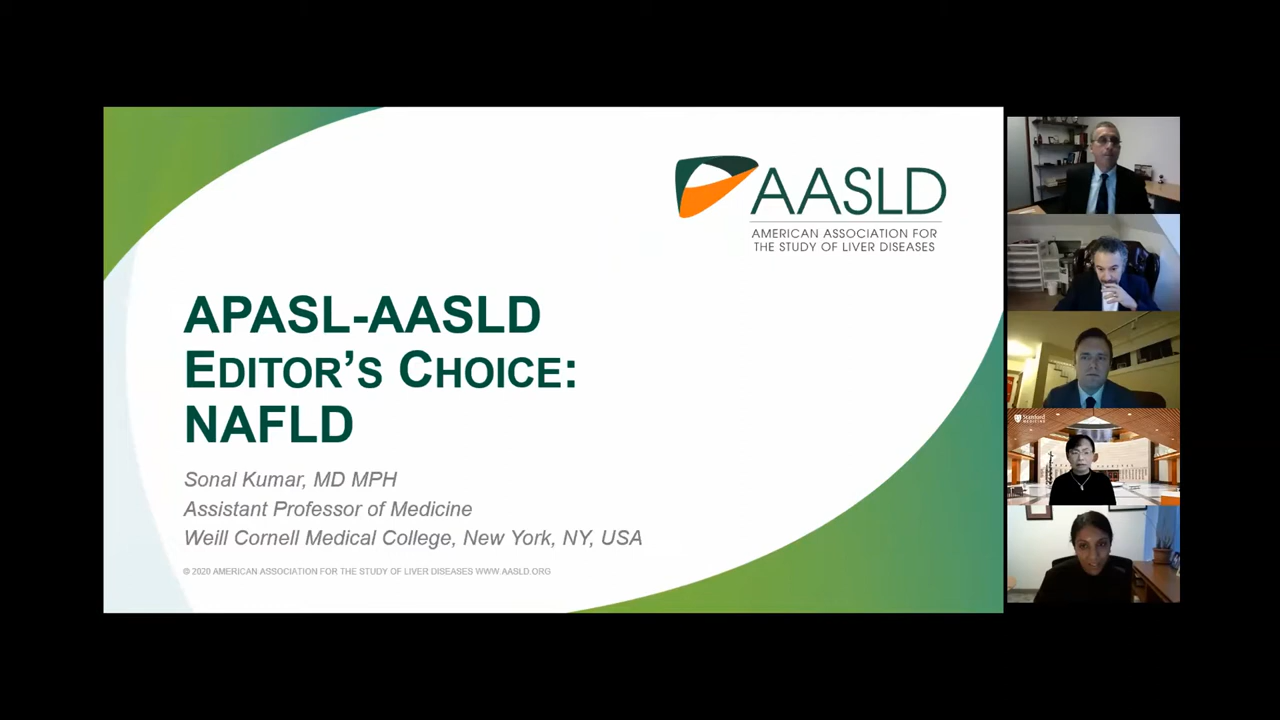 AASLD
AMERICAN ASSOCIATION FOR
THE STUDY OF LIVER DISEASES
APASL-AASLD
EDITOR'S CHOICE:
NAFLD
Sonal Kumar, MD MPH
Assistant Professor of Medicine
Weill Cornell Medical College, New York, NY, USA
© 2020 AMERICAN ASSOCIATION FOR THE STUDY OF LIVER DISEASES WWW.AASLD.ORG
Stanford
MEDICINE